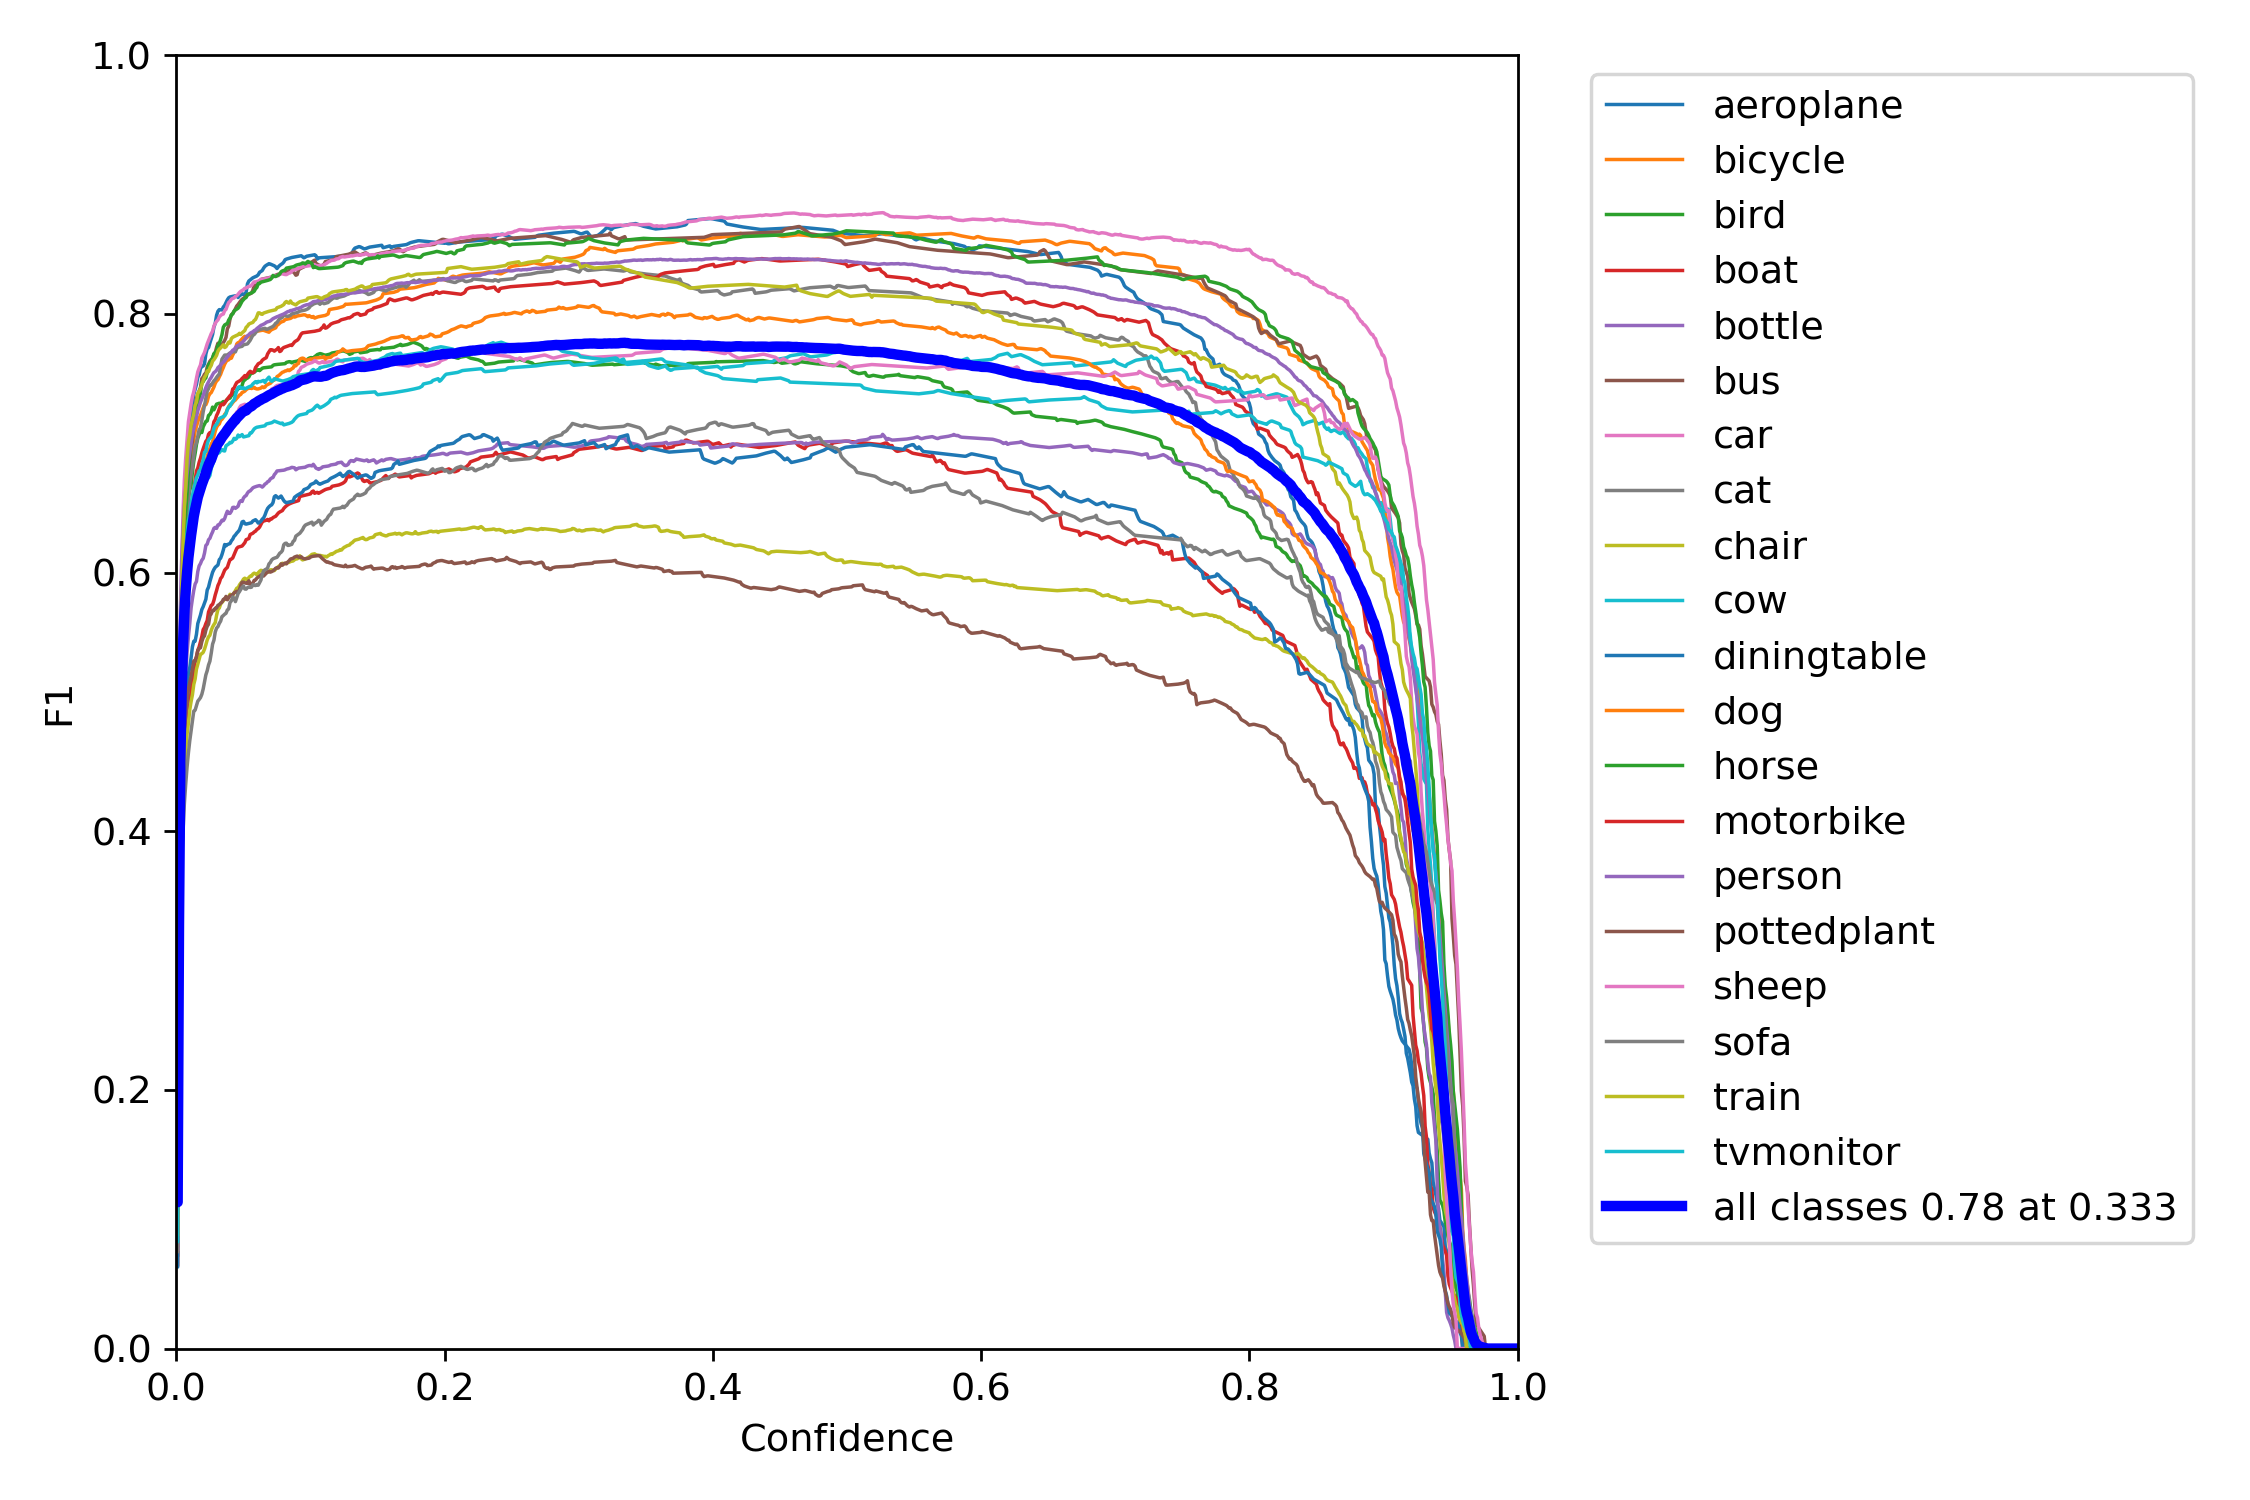 1.0
0.8
0.6
0.4
0.2
0.0
F1
0.0 0.2 0.4 0.6 0.8 1.0
Confidence
aeroplane
bicycle
bird
boat
bottle
bus
car
cat
chair
cow
diningtable
dog
horse
motorbike
person
pottedplant
sheep
sofa
train
tvmonitor
all classes 0.78 at 0.333